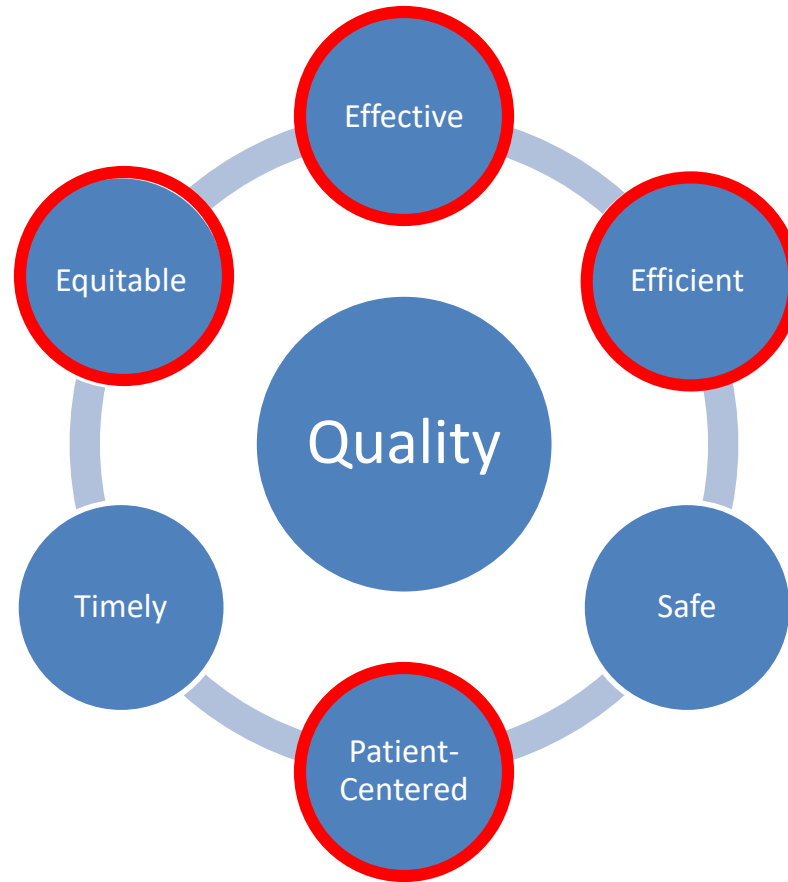 Effective
Equitable
Efficient
Quality
Timely
Safe
Patient-
Centered